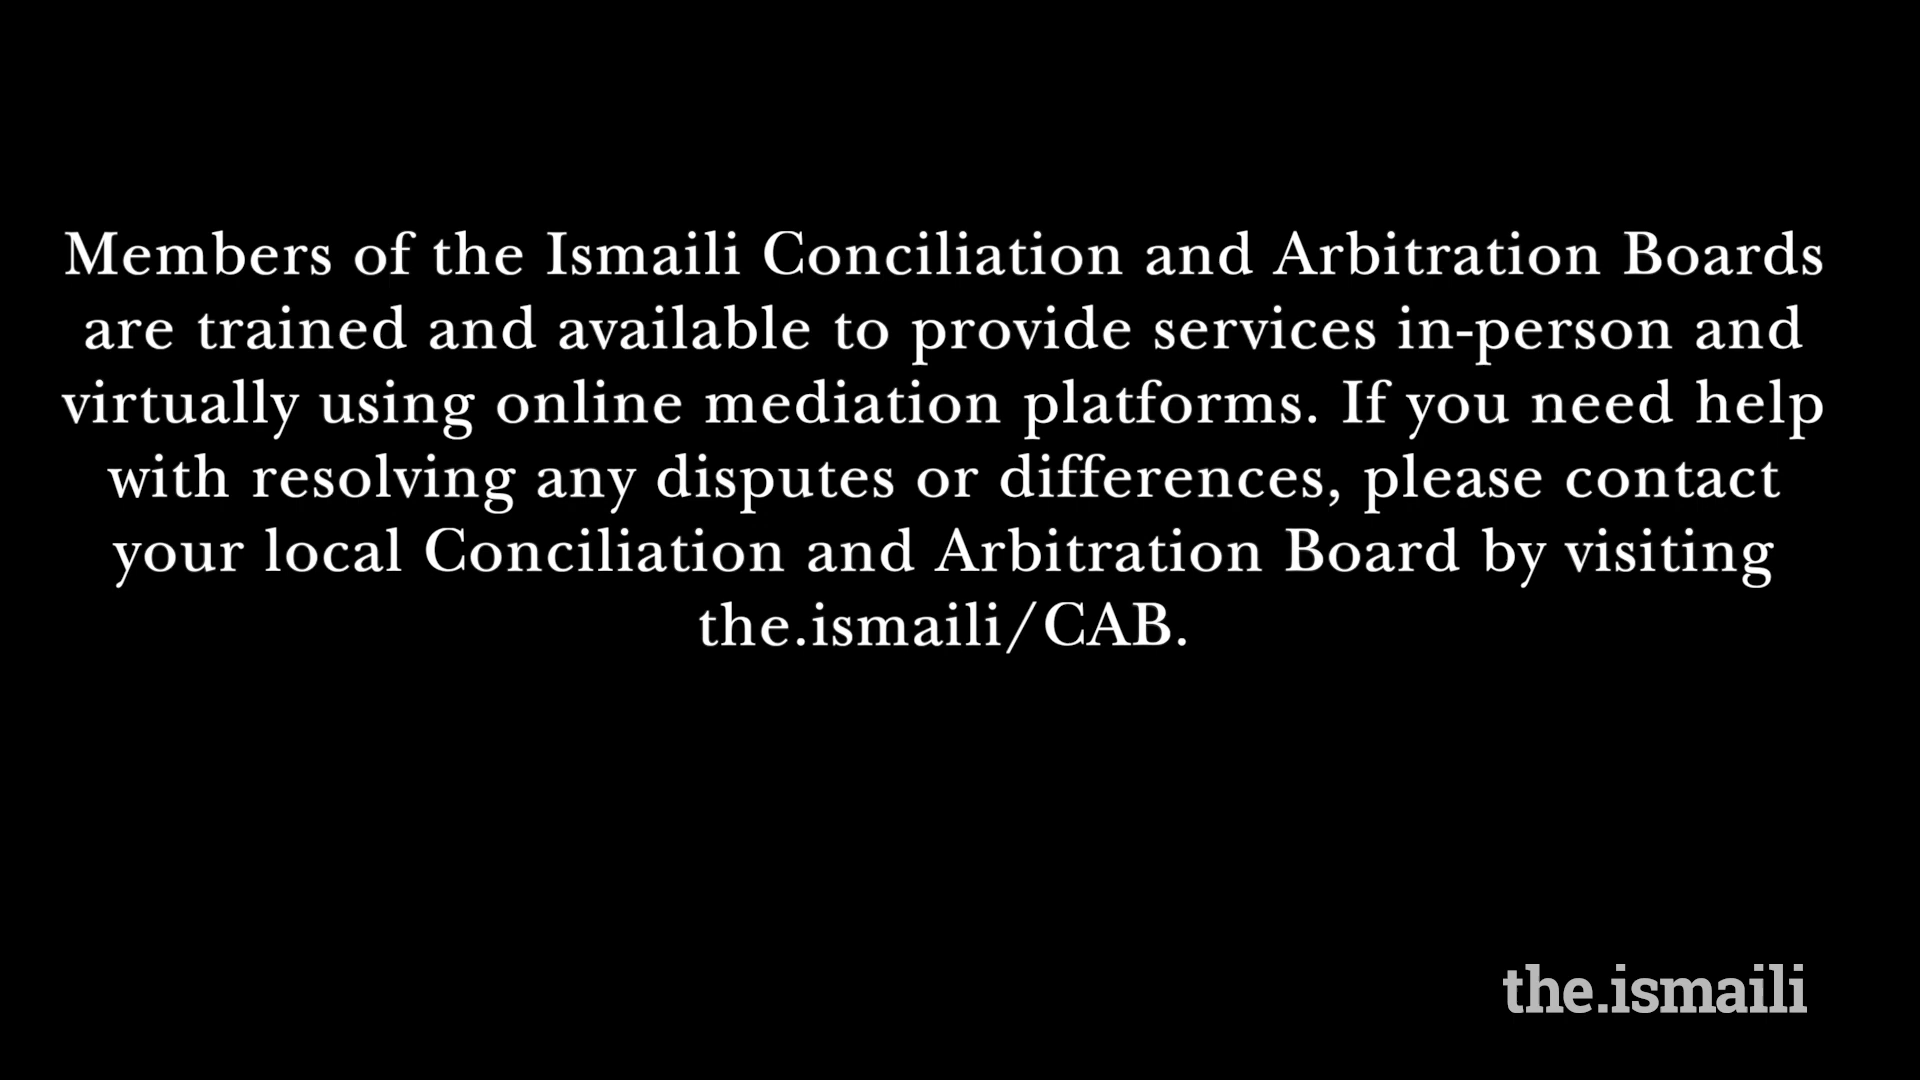 Members of the Ismaili Conciliation and Arbitration Boards
are trained and available to provide services in-person and
virtually using online mediation platforms. If you need help
with resolving any disputes or differences, please contact
your local Conciliation and Arbitration Board by visiting
the.ismaili/CAB.
the.ismaili